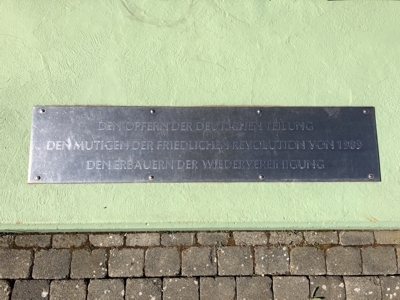 DEN OPFERN DER DEUTSCHEN TEILUNG
DEN MUTIGEN DER FRIEDLICHEN REVOLUTION VON 1989
DEN ERBAUERN DER WIEDERVEREINIGUNG